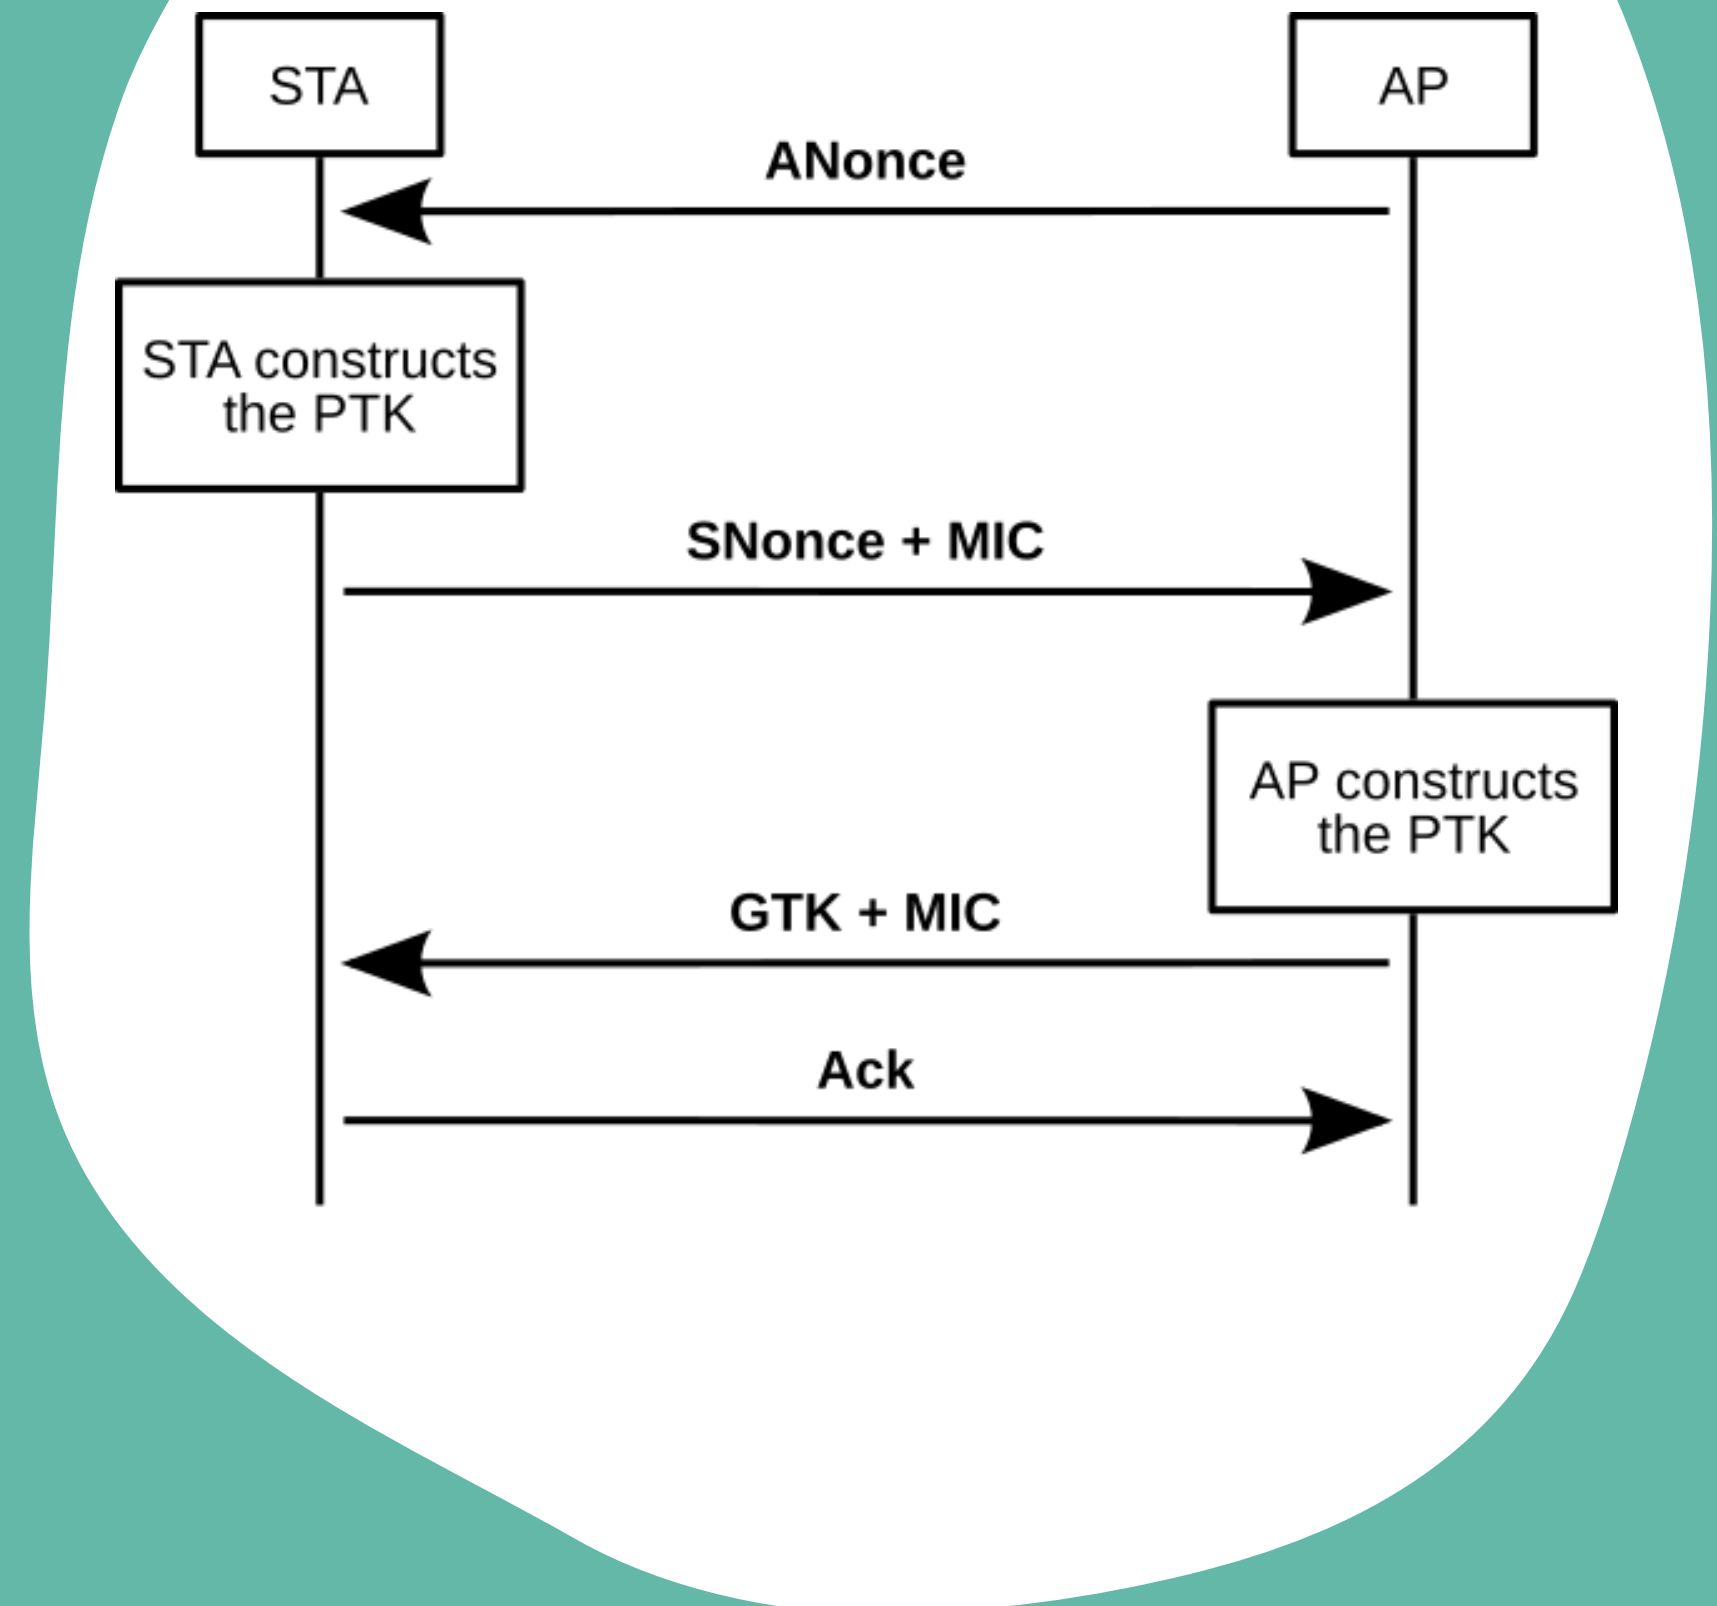 STA
AP
ANonce
STA constructs
the PTK
SNonce + MIC
AP constructs
the PTK
GTK + MIC
Ack